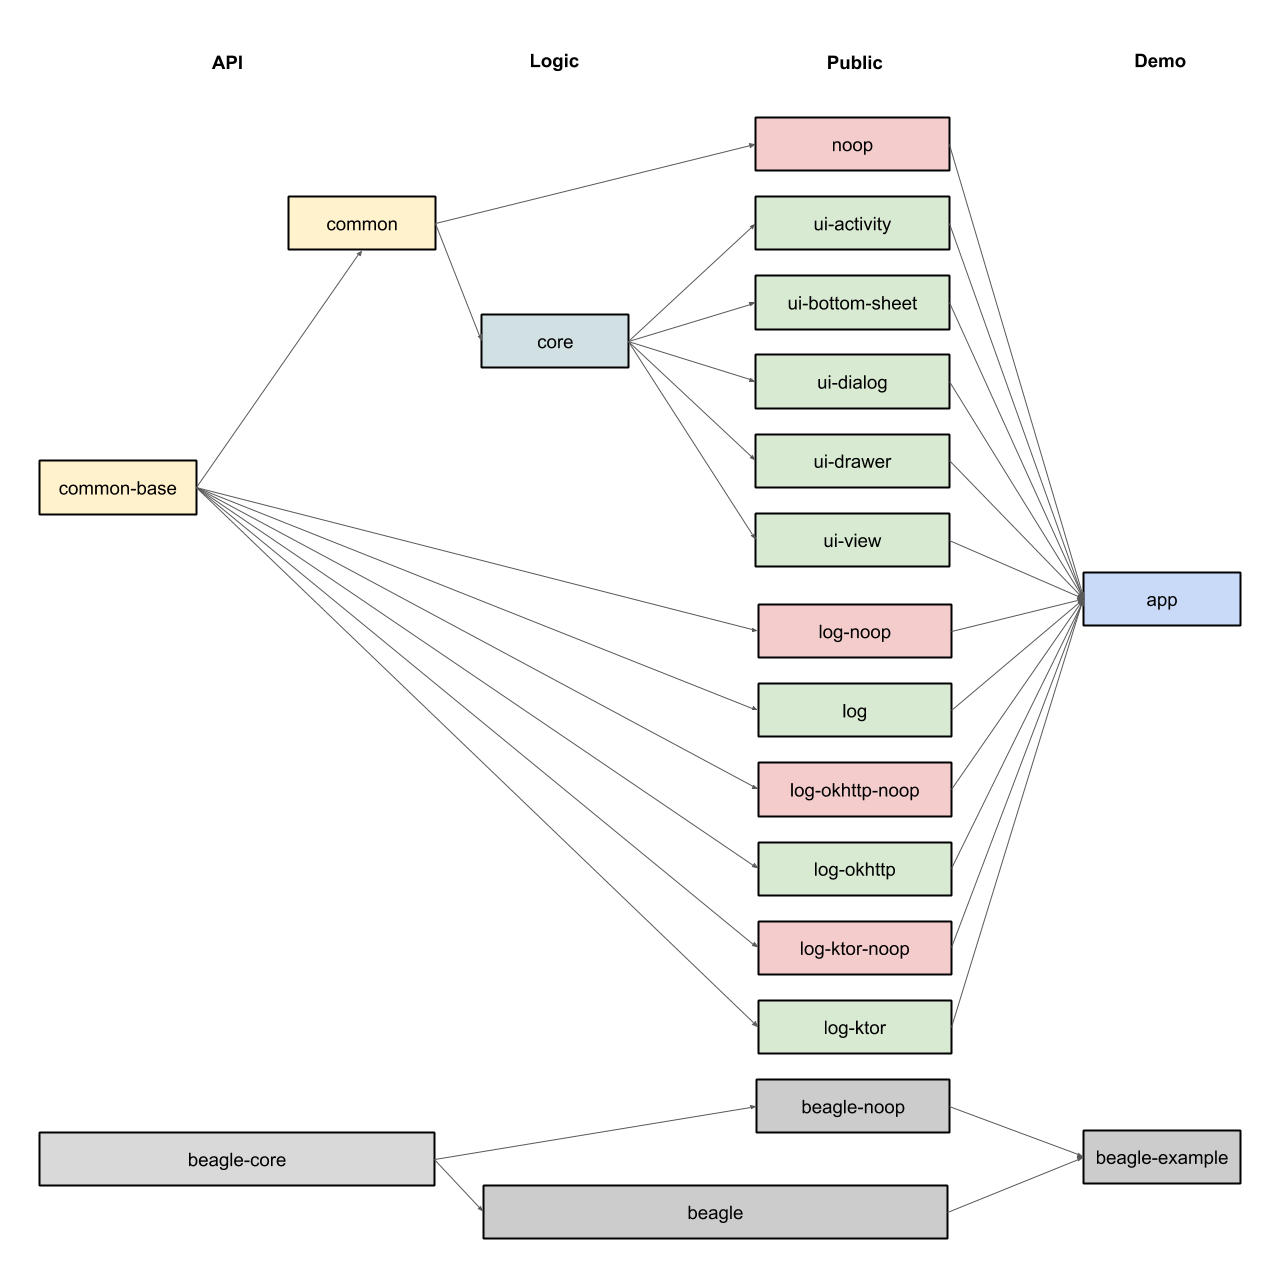 API
Logic
Public
Demo
noop
common
ui-activity
ui-bottom-sheet
core
ui-dialog
ui-drawer
common-base
ui-view
app
log-noop
log
log-okhttp-noop
log-okhttp
log-ktor-noop
log-ktor
beagle-noop
beagle-core
beagle-example
beagle